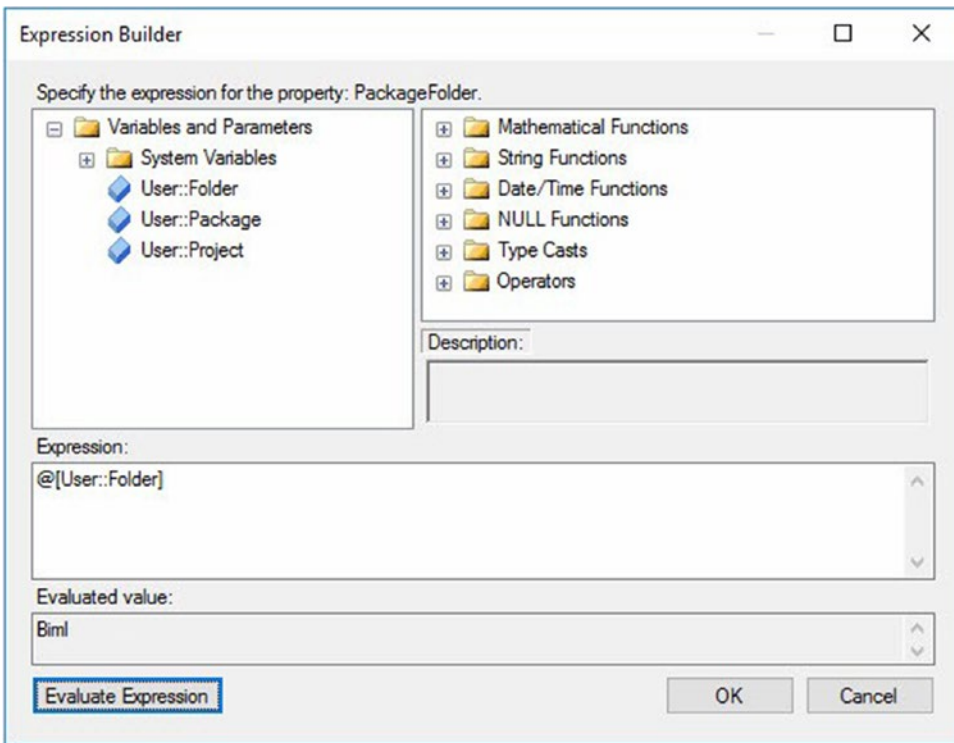 Expression Builder
Specify the expression for the property: PackageFolder.
Variables and Parameters
System Variables
User::Folder
User::Package
User::Project
Mathematical Functions
String Functions
Date/Time Functions
NULL Functions
Type Casts
Operators
Description:
Expression:
@[User::Folder]
Evaluated value:
Biml
Evaluate Expression
OK
Cancel